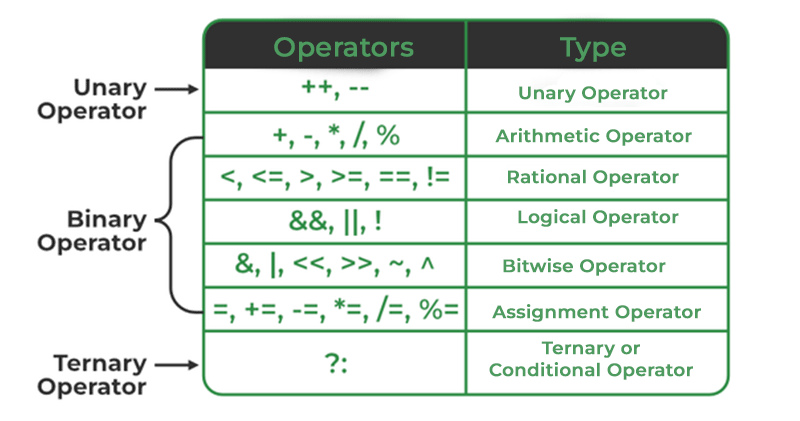 Operators Type
Unary Operator
++, -- Unary Operator
+, -, *, /, % Arithmetic Operator
<, <=, >, >=, ==, != Rational Operator
Binary Operator
&&, ||, ! Logical Operator
&, |, <<, >>, ~, ^ Bitwise Operator
=, +=, -=, *=, /=, %= Assignment Operator
Ternary Operator
?: Ternary or
Conditional Operator